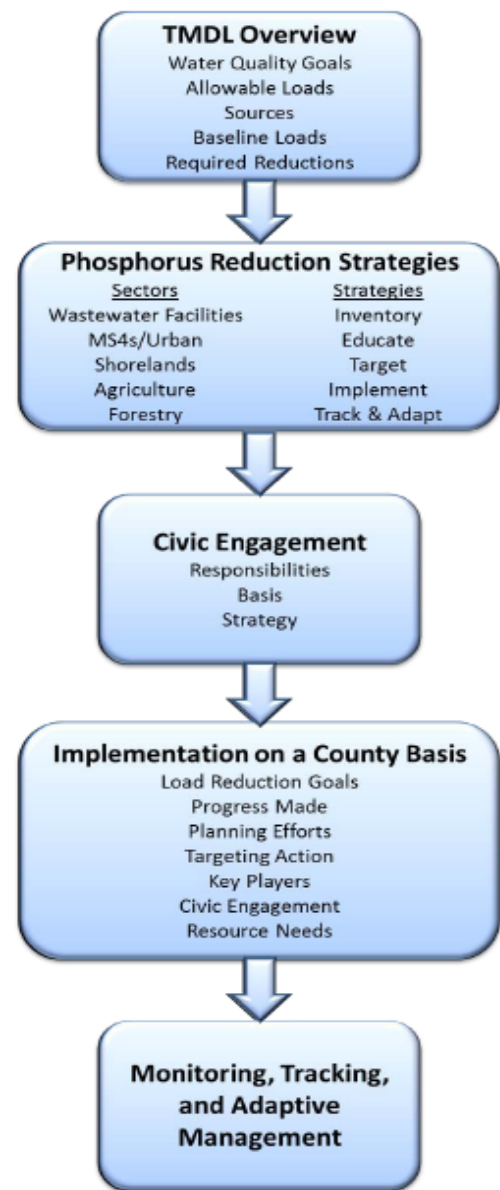 TMDL Overview
Water Quality Goals
Allowable Loads
Sources
Baseline Loads
Required Reductions
Phosphorus Reduction Strategies
Sectors Strategies
Wastewater Facilities Inventory
MS4s/Urban Educate
Shorelands Target
Agriculture Implement
Forestry Track & Adapt
Civic Engagement
Responsibilities
Basis
Strategy
Implementation on a County Basis
Load Reduction Goals
Progress Made
Planning Efforts
Targeting Action
Key Players
Civic Engagement
Resource Needs
Monitoring, Tracking,
and Adaptive
Management